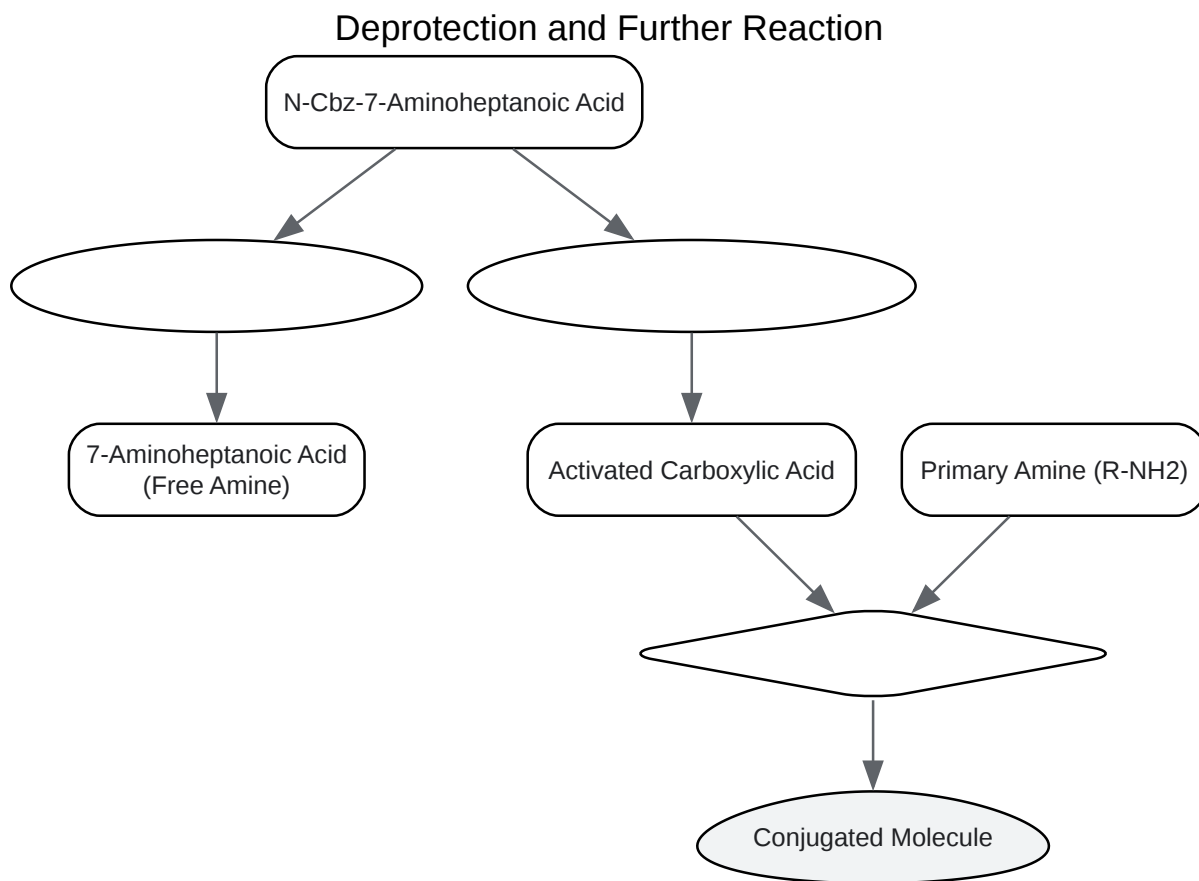 Deprotection and Further Reaction
N-Cbz-7-Aminoheptanoic Acid
7-Aminoheptanoic Acid
(Free Amine)
Activated Carboxylic Acid
Primary Amine (R-NH2)
Conjugated Molecule